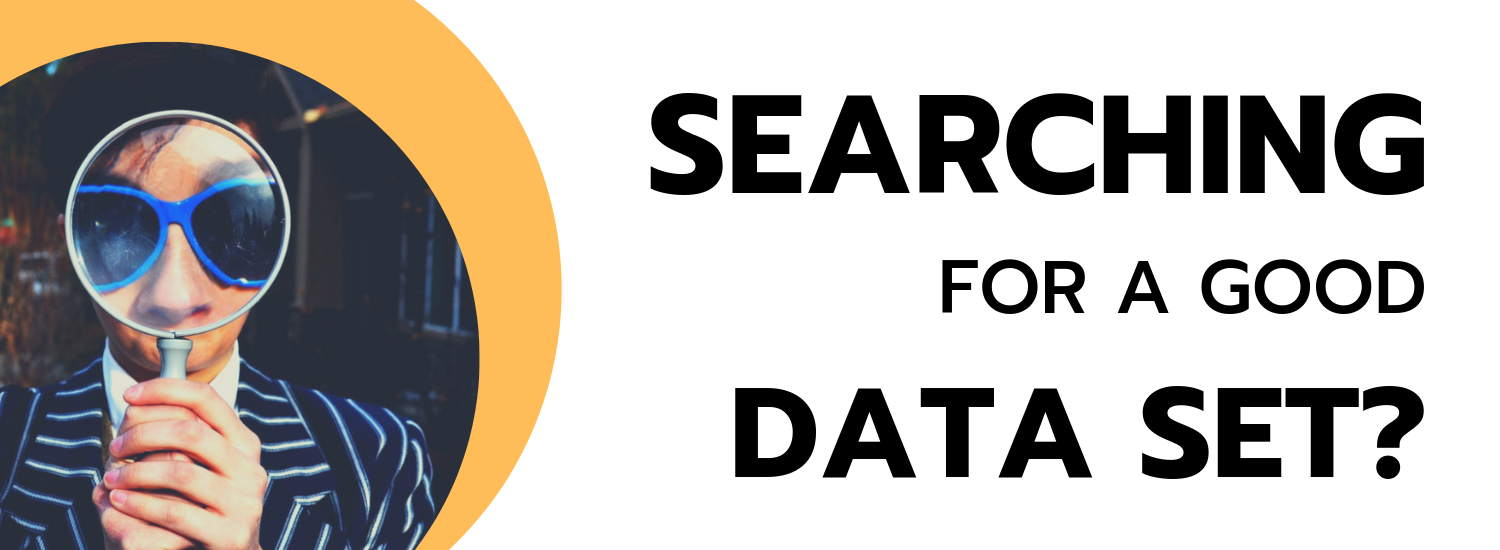 SEARCHING
FOR A GOOD
DATA SET?